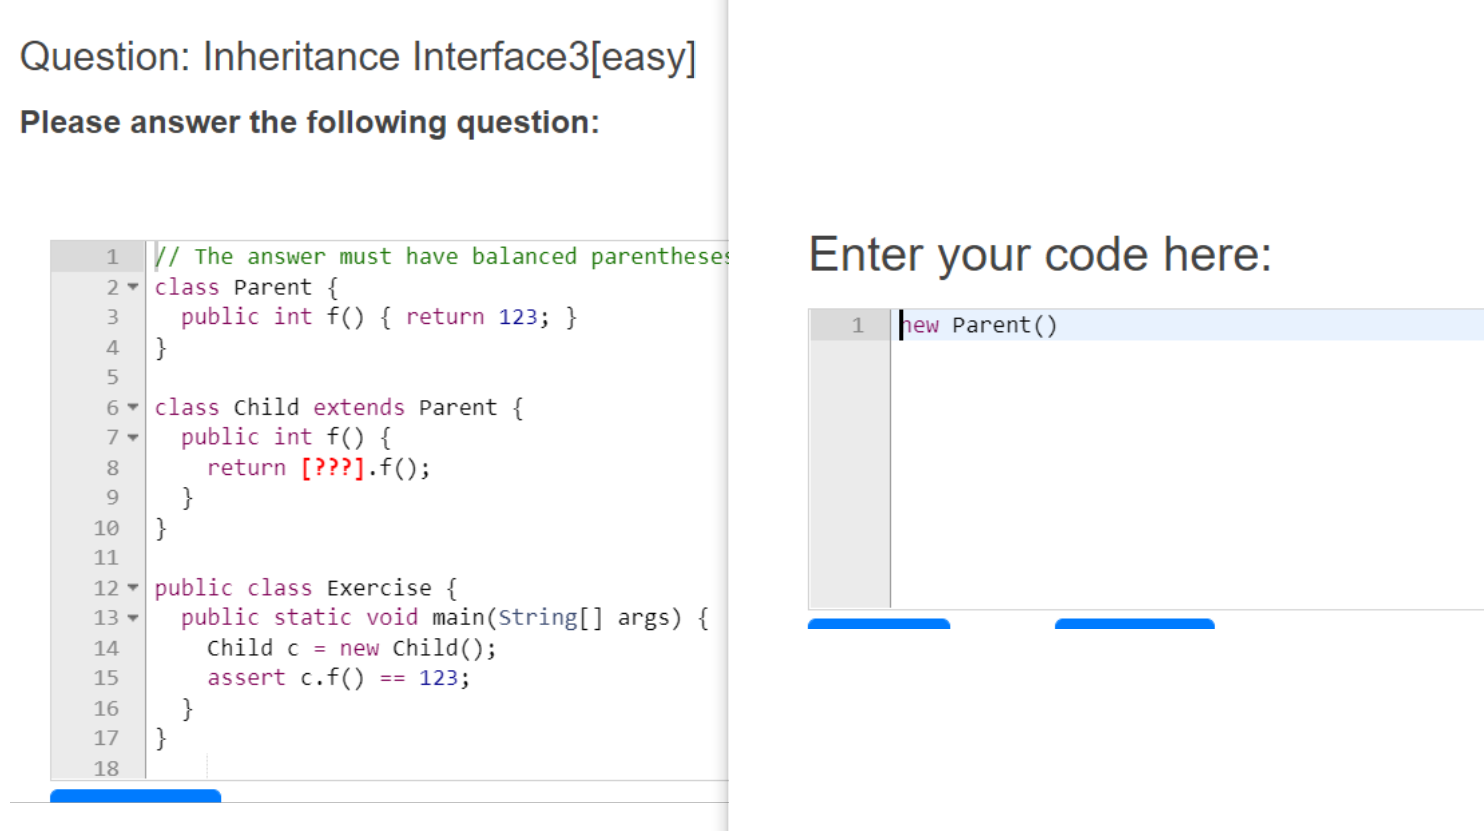 Question: Inheritance Interface3[easy]
Please answer the following question:
1 // The answer must have balanced parentheses
2 class Parent {
3 public int f() { return 123; }
4 }
5
6 class Child extends Parent {
7 public int f() {
8 return [???].f();
9 }
10 }
11
12 public class Exercise {
13 public static void main(String[] args) {
14 Child c = new Child();
15 assert c.f() == 123;
16 }
17 }
18
Enter your code here:
1 new Parent()